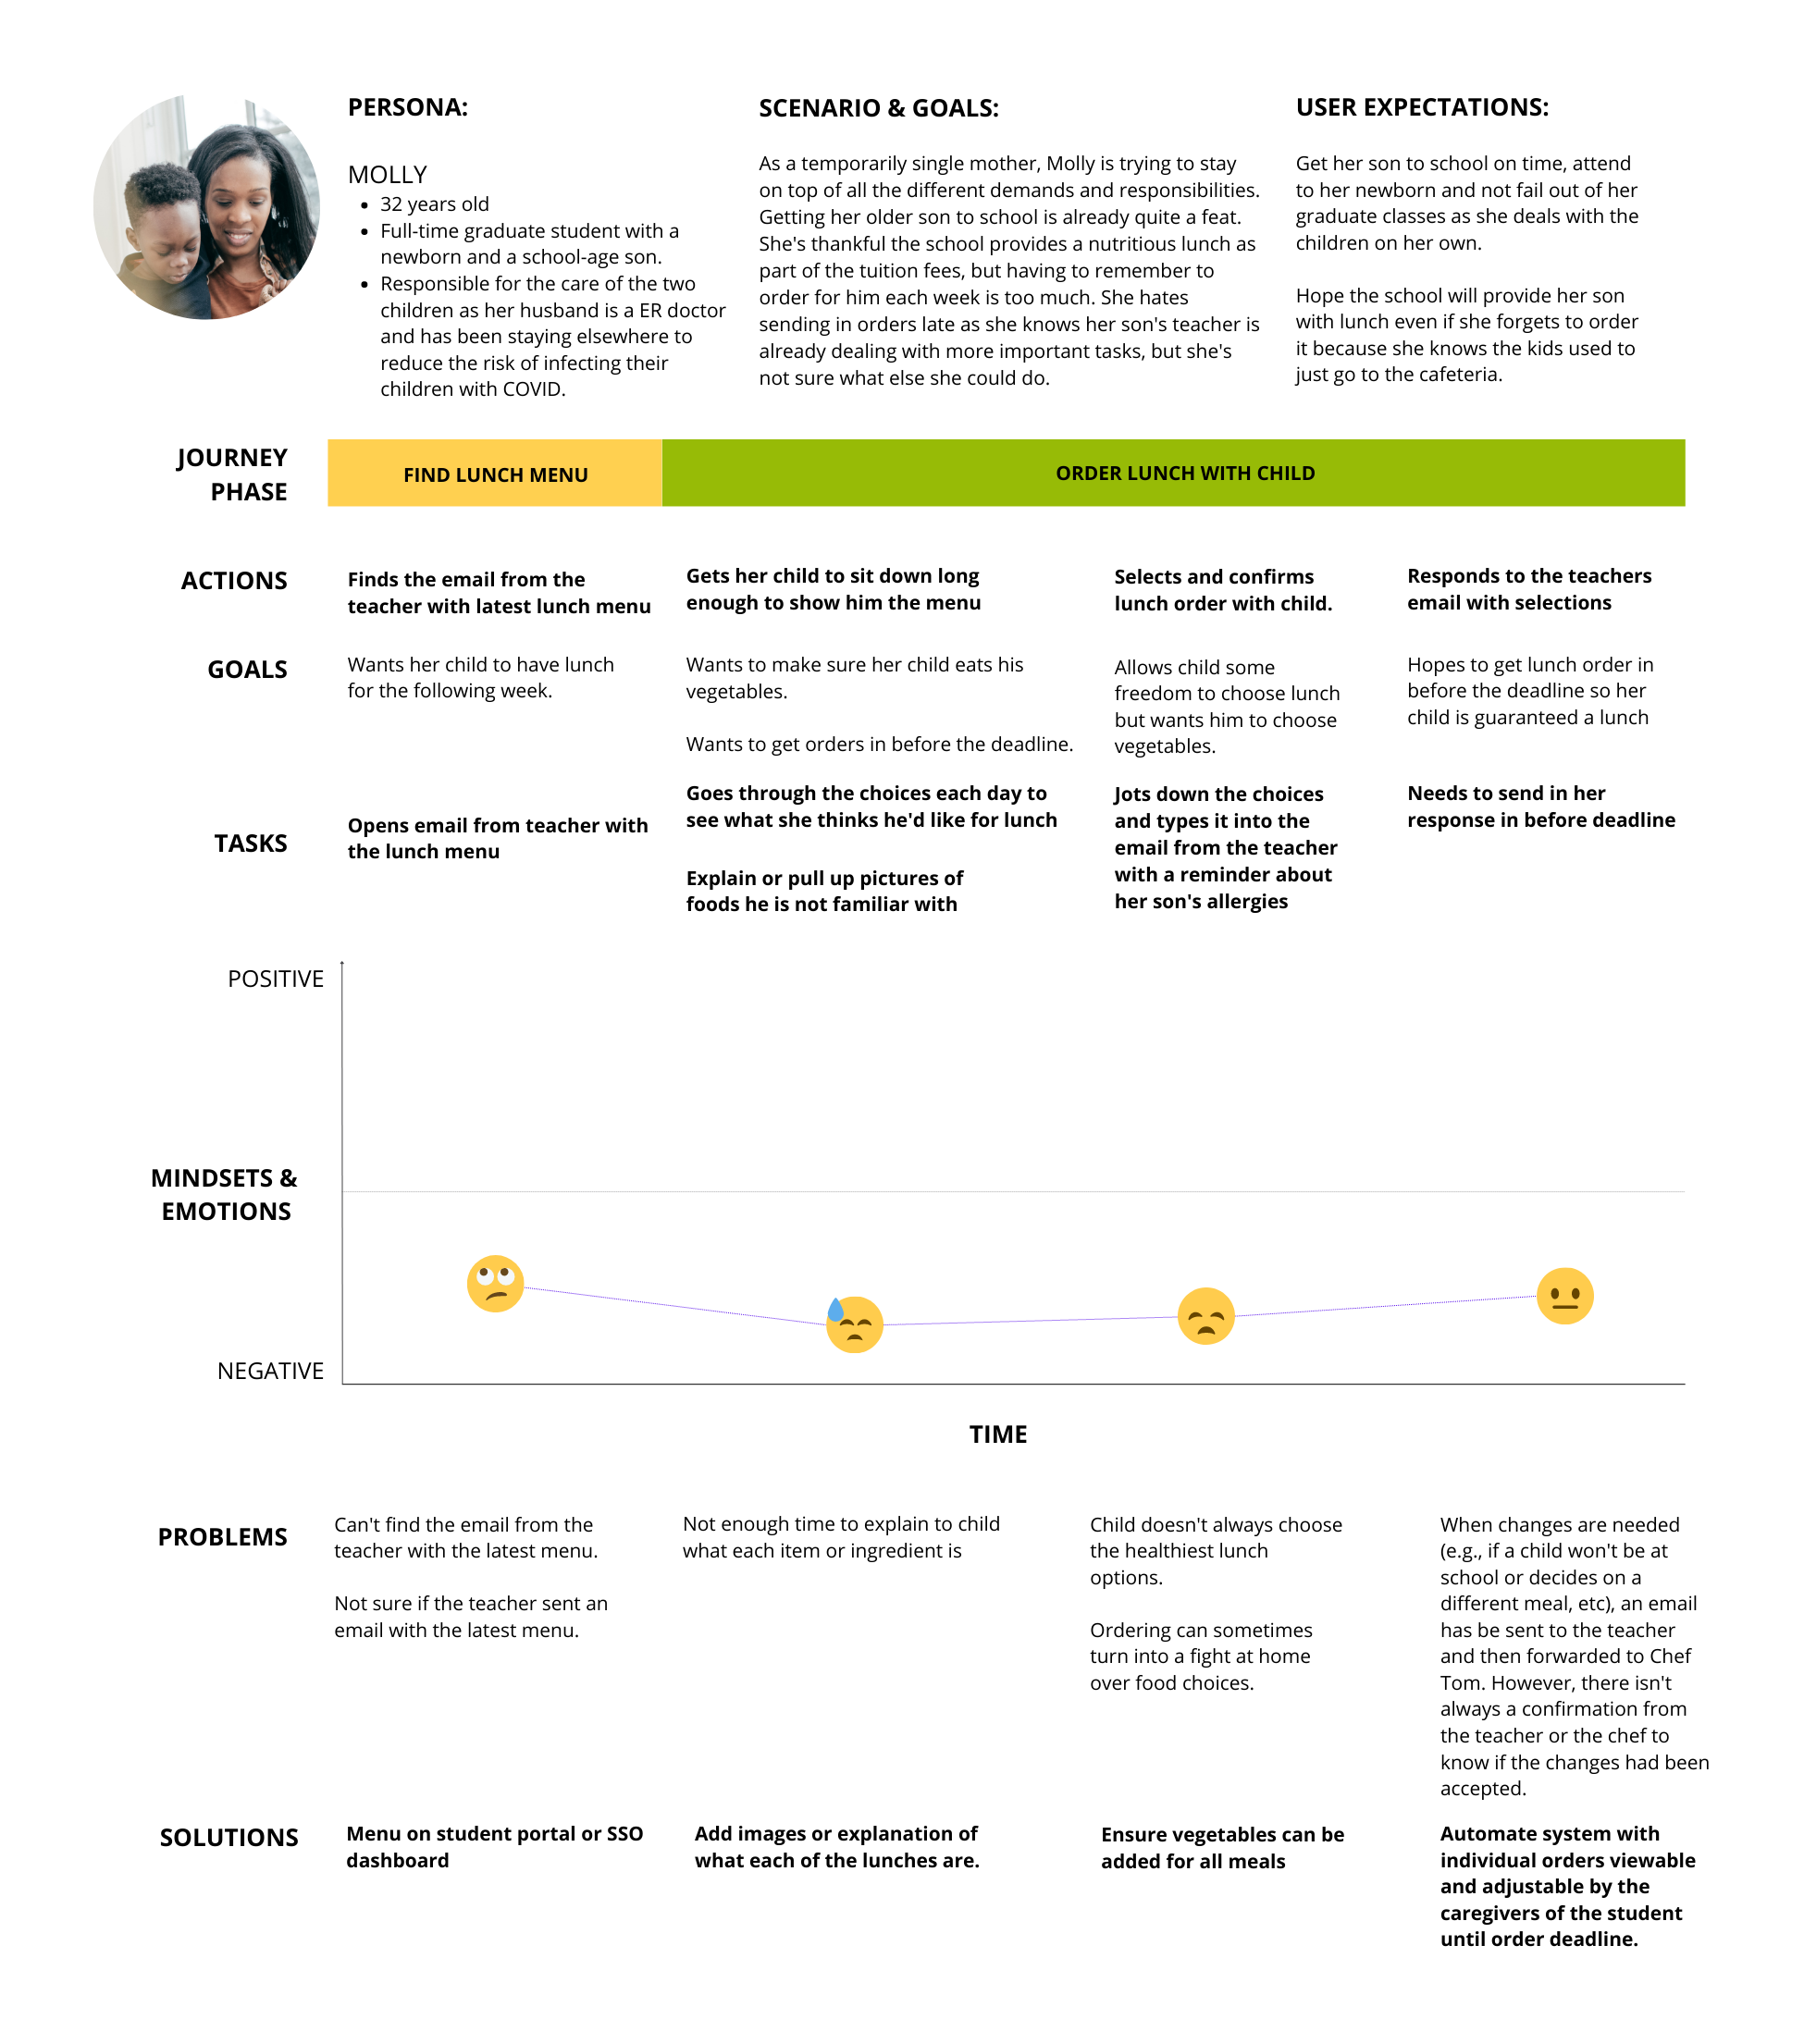 PERSONA:
MOLLY
• 32 years old
• Full-time graduate student with a
newborn and a school-age son.
• Responsible for the care of the two
children as her husband is a ER doctor
and has been staying elsewhere to
reduce the risk of infecting their
children with COVID.
SCENARIO & GOALS:
As a temporarily single mother, Molly is trying to stay
on top of all the different demands and responsibilities.
Getting her older son to school is already quite a feat.
She's thankful the school provides a nutritious lunch as
part of the tuition fees, but having to remember to
order for him each week is too much. She hates
sending in orders late as she knows her son's teacher is
already dealing with more important tasks, but she's
not sure what else she could do.
USER EXPECTATIONS:
Get her son to school on time, attend
to her newborn and not fail out of her
graduate classes as she deals with the
children on her own.
Hope the school will provide her son
with lunch even if she forgets to order
it because she knows the kids used to
just go to the cafeteria.
JOURNEY
PHASE
FIND LUNCH MENU
ORDER LUNCH WITH CHILD
ACTIONS
Finds the email from the
teacher with latest lunch menu
Gets her child to sit down long
enough to show him the menu
Selects and confirms
lunch order with child.
Responds to the teachers
email with selections
GOALS
Wants her child to have lunch
for the following week.
Wants to make sure her child eats his
vegetables.
Wants to get orders in before the deadline.
Allows child some
freedom to choose lunch
but wants him to choose
vegetables.
Hopes to get lunch order in
before the deadline so her
child is guaranteed a lunch
TASKS
Opens email from teacher with
the lunch menu
Goes through the choices each day to
see what she thinks he'd like for lunch
Explain or pull up pictures of
foods he is not familiar with
Jots down the choices
and types it into the
email from the teacher
with a reminder about
her son's allergies
Needs to send in her
response in before deadline
POSITIVE
MINDSETS &
EMOTIONS
NEGATIVE
TIME
PROBLEMS
Can't find the email from the
teacher with the latest menu.
Not sure if the teacher sent an
email with the latest menu.
Not enough time to explain to child
what each item or ingredient is
Child doesn't always choose
the healthiest lunch
options.
Ordering can sometimes
turn into a fight at home
over food choices.
When changes are needed
(e.g., if a child won't be at
school or decides on a
different meal, etc), an email
has be sent to the teacher
and then forwarded to Chef
Tom. However, there isn't
always a confirmation from
the teacher or the chef to
know if the changes had been
accepted.
SOLUTIONS
Menu on student portal or SSO
dashboard
Add images or explanation of
what each of the lunches are.
Ensure vegetables can be
added for all meals
Automate system with
individual orders viewable
and adjustable by the
caregivers of the student
until order deadline.